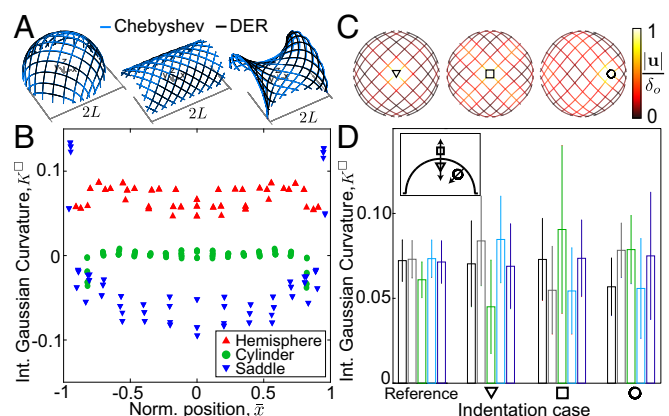 A
Chebyshev
DER
2L
2L
2L
B
Int. Gaussian Curvature, K□
0.1
0
-0.1
Hemisphere
Cylinder
Saddle
-1
-0.5
0
0.5
1
Norm. position, x̄
C
1
|u|
δo
0
D
Int. Gaussian Curvature, K□
0.10
0.05
0
Reference
Indentation case